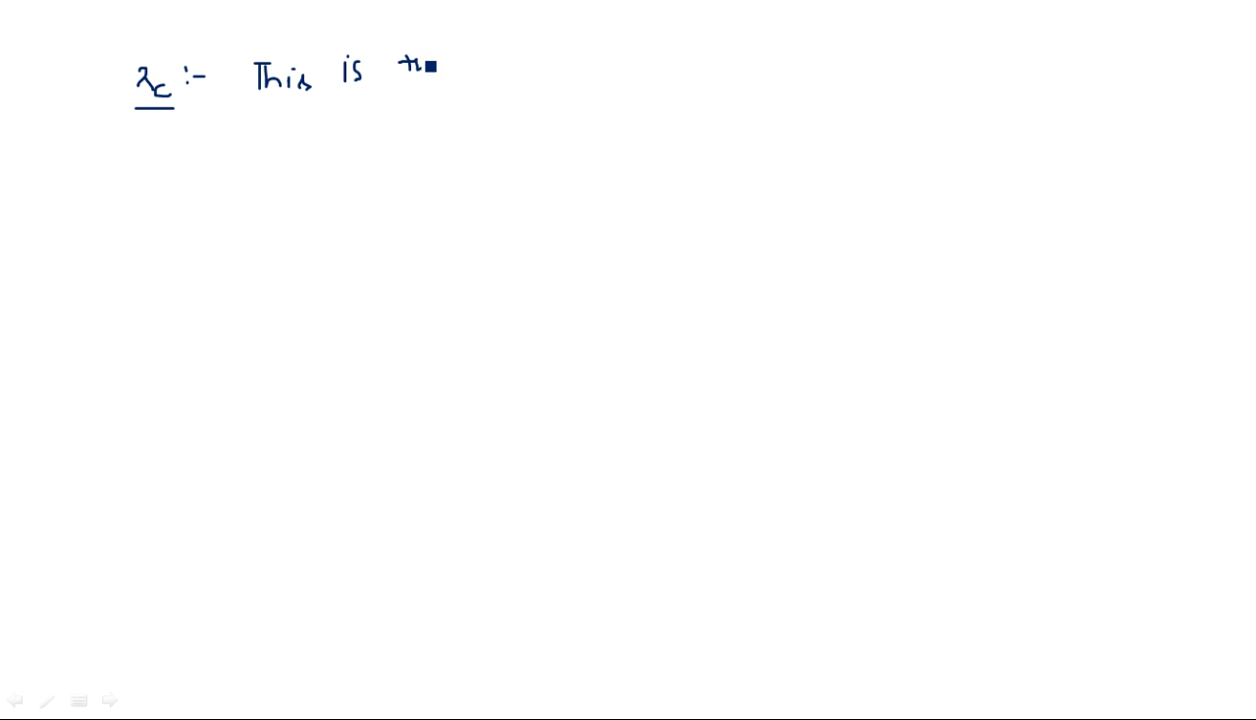 λc :- This is